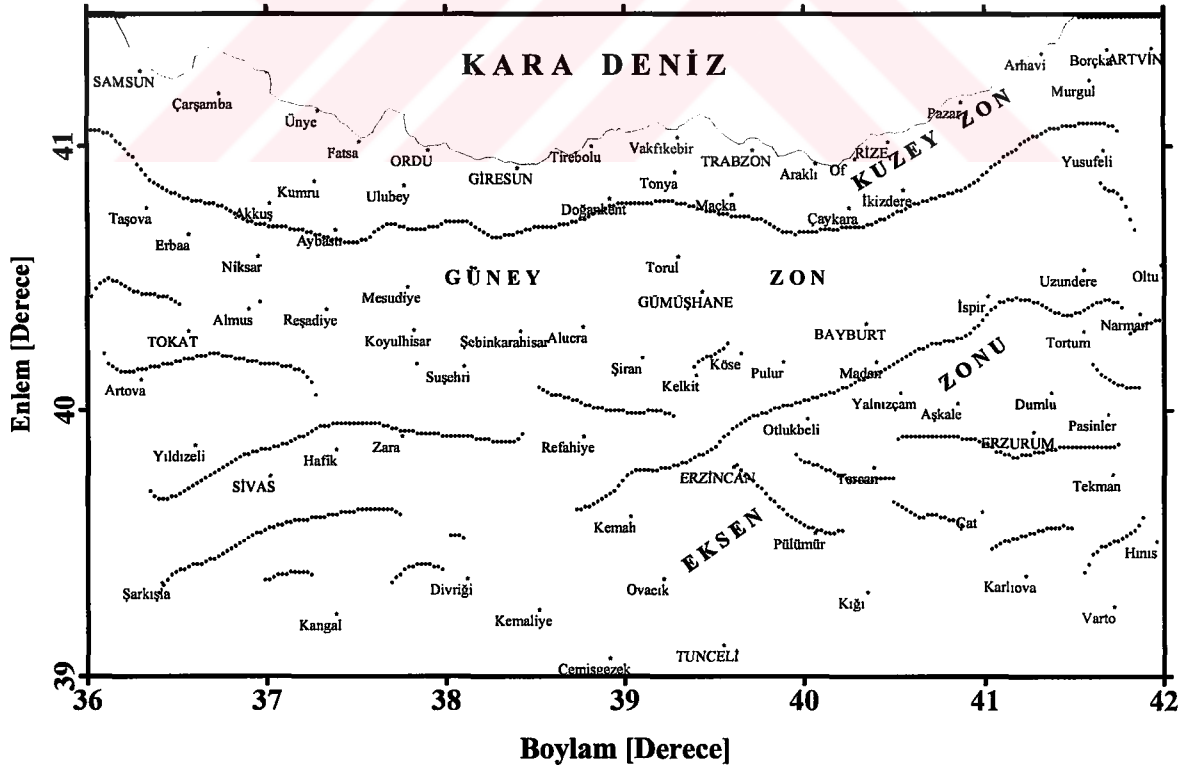 KARA DENİZ
SAMSUN
Çarşamba
Ünye
Fatsa
ORDU
GİRESUN
Tirebolu
Vakfıkebir
TRABZON
Araklı
Of
RİZE
Pazar
Arhavi
Borçka
ARTVİN
Murgul
KUZEY ZON
Yusufeli
41
Kumru
Ulubey
Tonya
Maçka
İkizdere
Taşova
Akkuş
Doğankent
Çaykara
Erbaa
Aybastı
Niksar
GÜNEY ZON
Torul
Uzundere
Oltu
Mesudiye
GÜMÜŞHANE
İspir
Almus
Reşadiye
BAYBURT
Narman
TOKAT
Koyulhisar
Şebinkarahisar
Alucra
Tortum
Artova
Suşehri
Şiran
Kelkit
Köse
Pulur
Maden
ZONU
40
Yalnızçam
Aşkale
Dumlu
Pasinler
Otlukbeli
Yıldızeli
Hafik
Zara
Refahiye
ERZURUM
SİVAS
ERZİNCAN
Tercan
Tekman
Kemah
EKSEN
Çat
Pülümür
Hınıs
Şarkışla
Divriği
Ovacık
Kığı
Karlıova
Kangal
Kemaliye
Varto
TUNCELİ
Çemişgezek
39
36 37 38 39 40 41 42
Enlem [Derece]
Boylam [Derece]